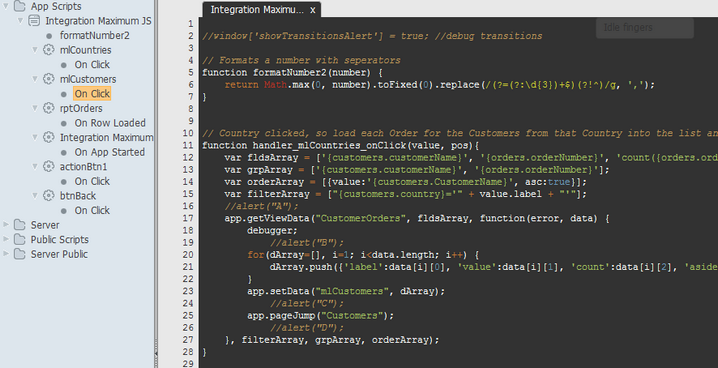 App Scripts
Integration Maximum JS
formatNumber2
mlCountries
On Click
mlCustomers
On Click
rptOrders
On Row Loaded
Integration Maximum
On App Started
actionBtn1
On Click
btnBack
On Click
Server
Public Scripts
Server Public
Integration Maximu... x
Idle fingers
1
2 //window['showTransitionsAlert'] = true; //debug transitions
3
4 // Formats a number with seperators
5 function formatNumber2(number) {
6 return Math.max(0, number).toFixed(0).replace(/(?=(?:\d{3})+$)(?!^)/g, ',');
7 }
8
9
10 // Country clicked, so load each Order for the Customers from that Country into the list an
11 function handler_mlCountries_onClick(value, pos){
12 var fldsArray = ['{customers.customerName}', '{orders.orderNumber}', 'count({orders.ord
13 var grpArray = ['{customers.customerName}', '{orders.orderNumber}'];
14 var orderArray = [{value:'{customers.CustomerName}', asc:true}];
15 var filterArray = ["{customers.country}='" + value.label + "'"];
16 //alert("A");
17 app.getViewData("CustomerOrders", fldsArray, function(error, data) {
18 debugger;
19 //alert("B");
20 for(dArray=[], i=1; i<data.length; i++) {
21 dArray.push({'label':data[i][0], 'value':data[i][1], 'count':data[i][2], 'aside
22 }
23 app.setData("mlCustomers", dArray);
24 //alert("C");
25 app.pageJump("Customers");
26 //alert("D");
27 }, filterArray, grpArray, orderArray);
28 }
29